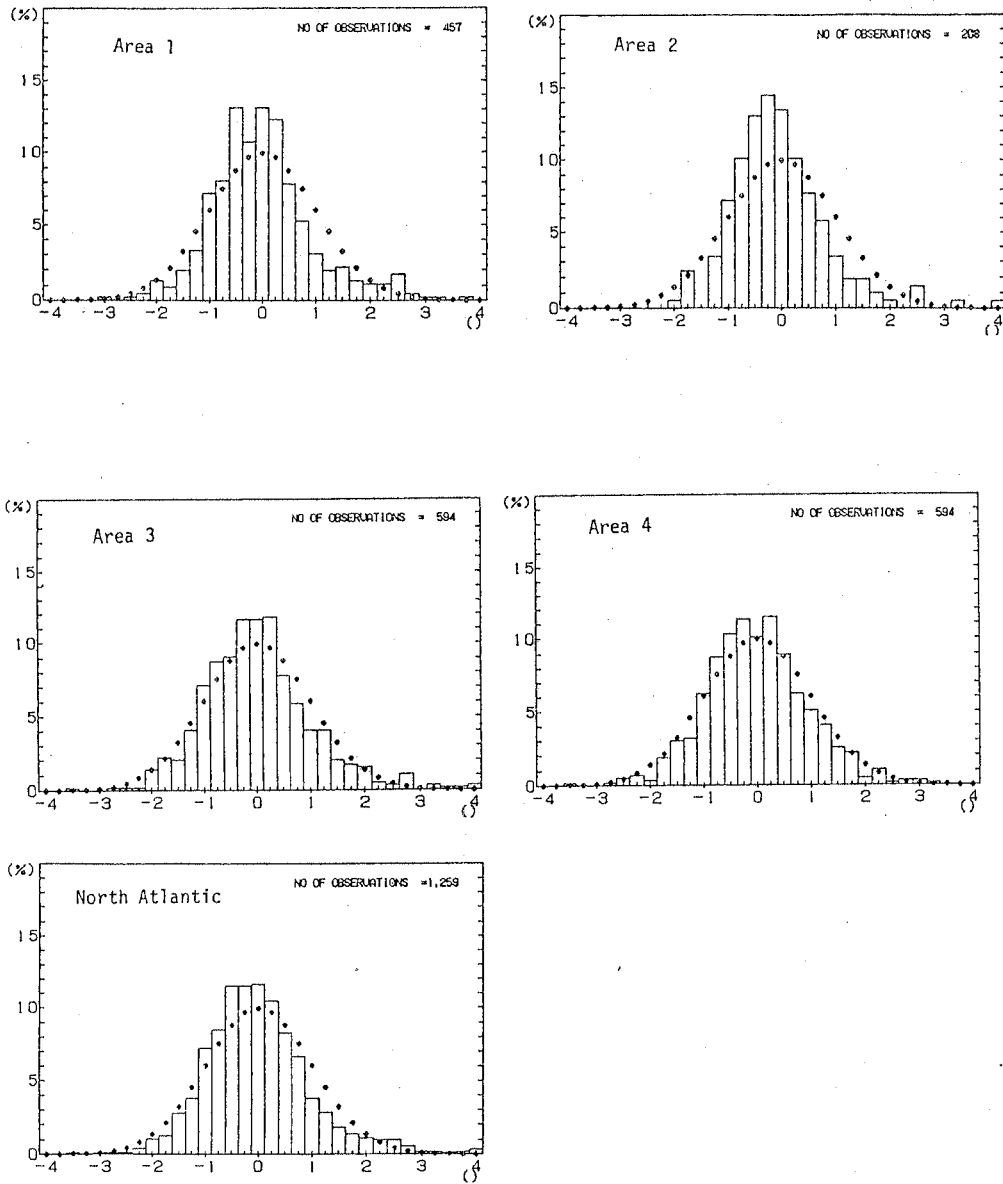 (%)
NO OF OBSERVATIONS = 457
Area 1
15
10
5
0
-4 -3 -2 -1 0 1 2 3 4
()
(%)
NO OF OBSERVATIONS = 208
Area 2
15
10
5
0
-4 -3 -2 -1 0 1 2 3 4
()
(%)
NO OF OBSERVATIONS = 594
Area 3
15
10
5
0
-4 -3 -2 -1 0 1 2 3 4
()
(%)
NO OF OBSERVATIONS = 594
Area 4
15
10
5
0
-4 -3 -2 -1 0 1 2 3 4
()
(%)
NO OF OBSERVATIONS =1,259
North Atlantic
15
10
5
0
-4 -3 -2 -1 0 1 2 3 4
()